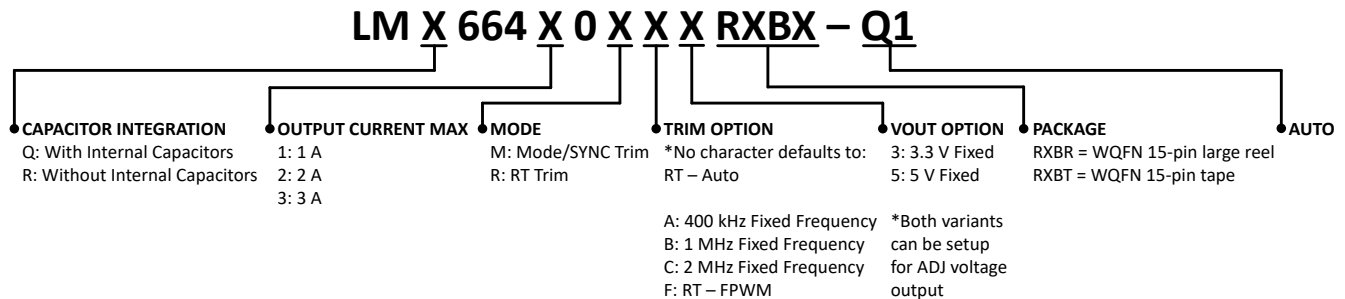 LM X 664 X 0 X X X RXBX – Q1
CAPACITOR INTEGRATION
Q: With Internal Capacitors
R: Without Internal Capacitors
OUTPUT CURRENT MAX
1: 1 A
2: 2 A
3: 3 A
MODE
M: Mode/SYNC Trim
R: RT Trim
TRIM OPTION
*No character defaults to:
RT – Auto
A: 400 kHz Fixed Frequency
B: 1 MHz Fixed Frequency
C: 2 MHz Fixed Frequency
F: RT – FPWM
VOUT OPTION
3: 3.3 V Fixed
5: 5 V Fixed
*Both variants
can be setup
for ADJ voltage
output
PACKAGE
RXBR = WQFN 15-pin large reel
RXBT = WQFN 15-pin tape
AUTO